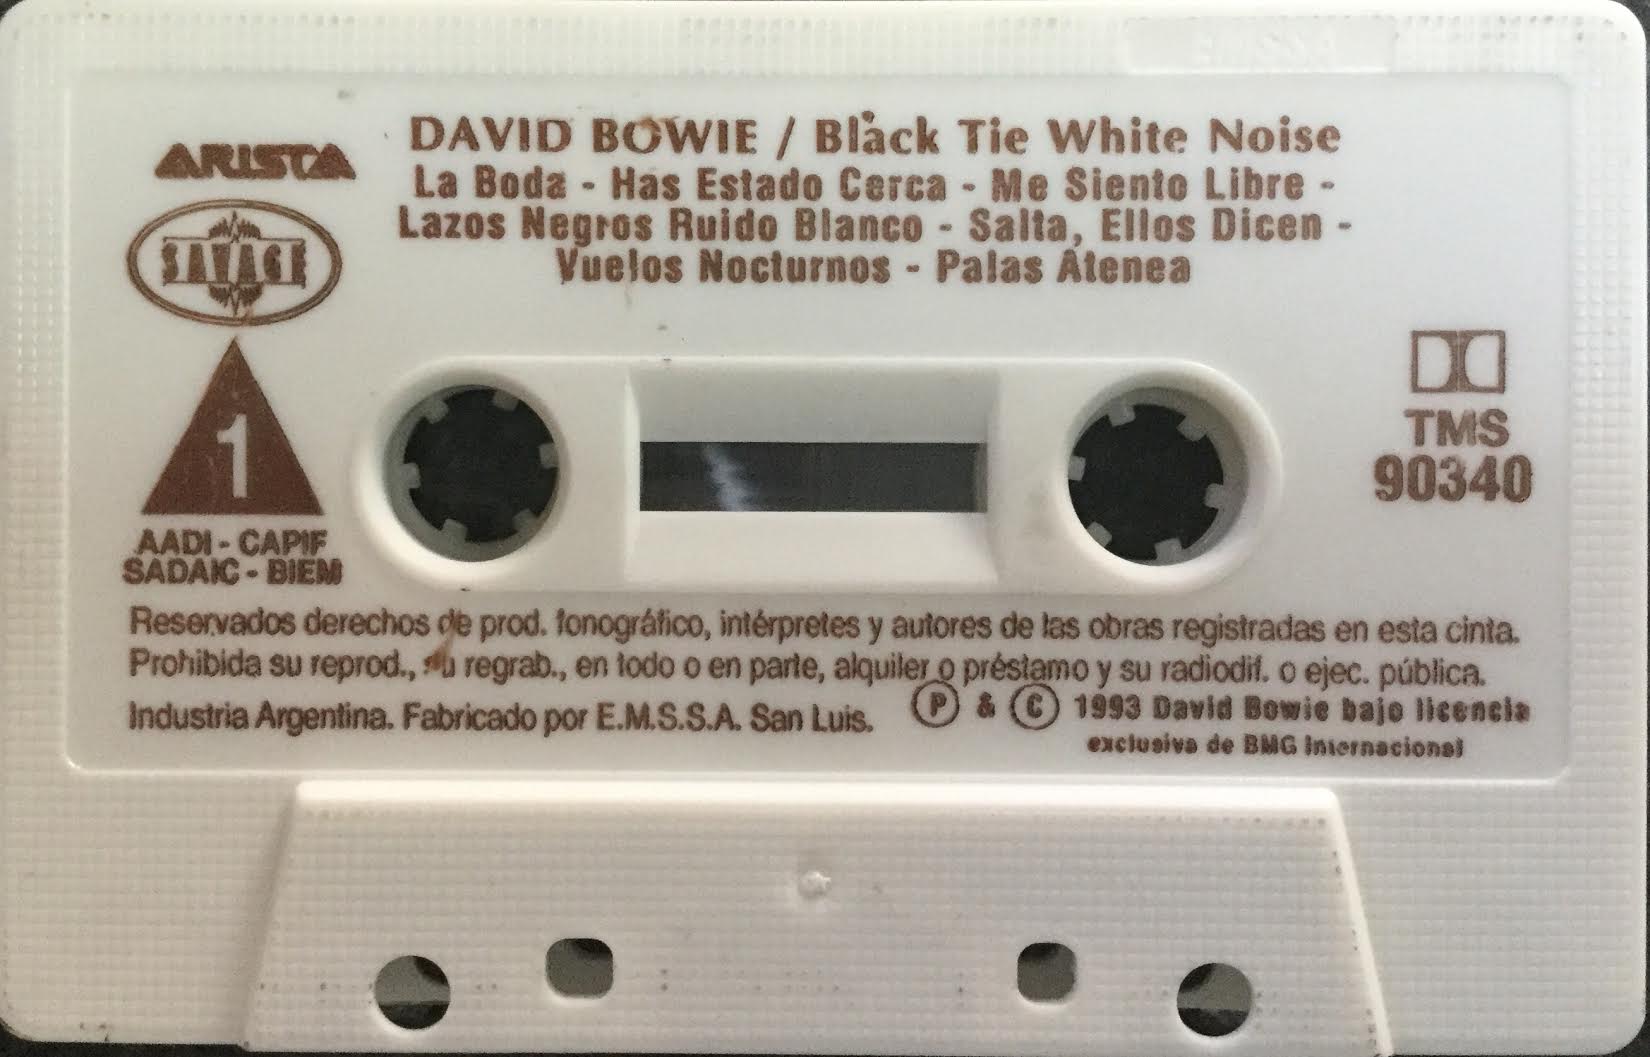 DAVID BOWIE / Black Tie White Noise
La Boda - Has Estado Cerca - Me Siento Libre -
Lazos Negros Ruido Blanco - Salta, Ellos Dicen -
Vuelos Nocturnos - Palas Atenea
ARISTA
SAVAGE
1
AADI - CAPIF
SADAIC - BIEM
TMS
90340
Reservados derechos de prod. fonográfico, intérpretes y autores de las obras registradas en esta cinta.
Prohibida su reprod., su regrab., en todo o en parte, alquiler o préstamo y su radiodif. o ejec. pública.
Industria Argentina. Fabricado por E.M.S.S.A. San Luis.
Ⓟ & © 1993 David Bowie bajo licencia
exclusiva de BMG Internacional